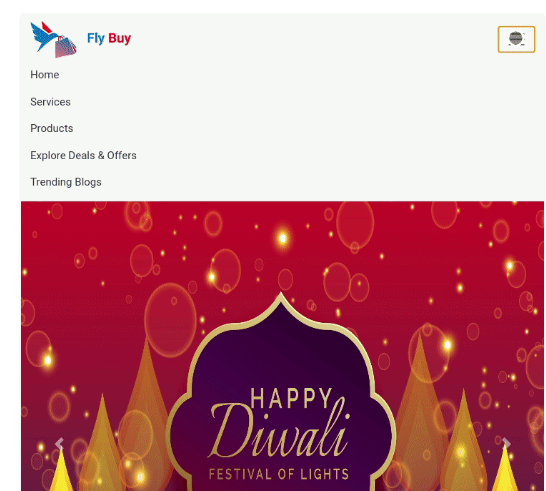 Fly Buy
Home
Services
Products
Explore Deals & Offers
Trending Blogs
HAPPY
Diwali
FESTIVAL OF LIGHTS